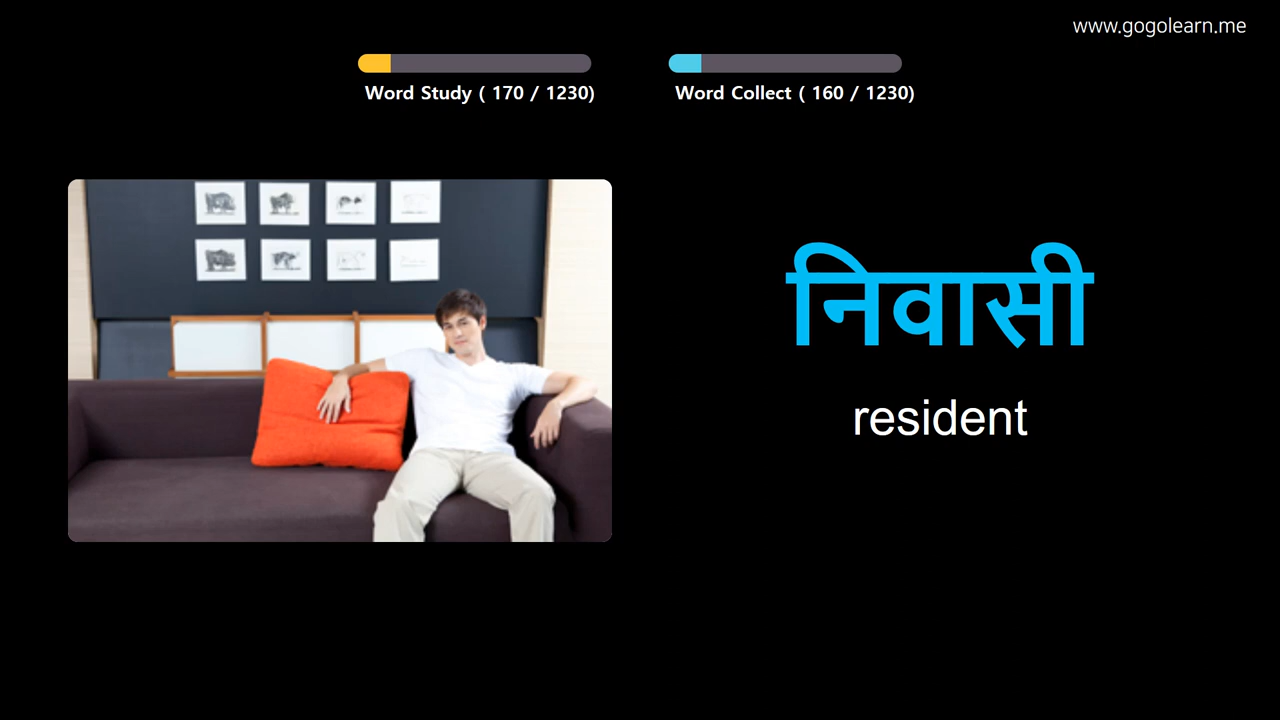 www.gogolearn.me
Word Study ( 170 / 1230)
Word Collect ( 160 / 1230)
निवासी
resident